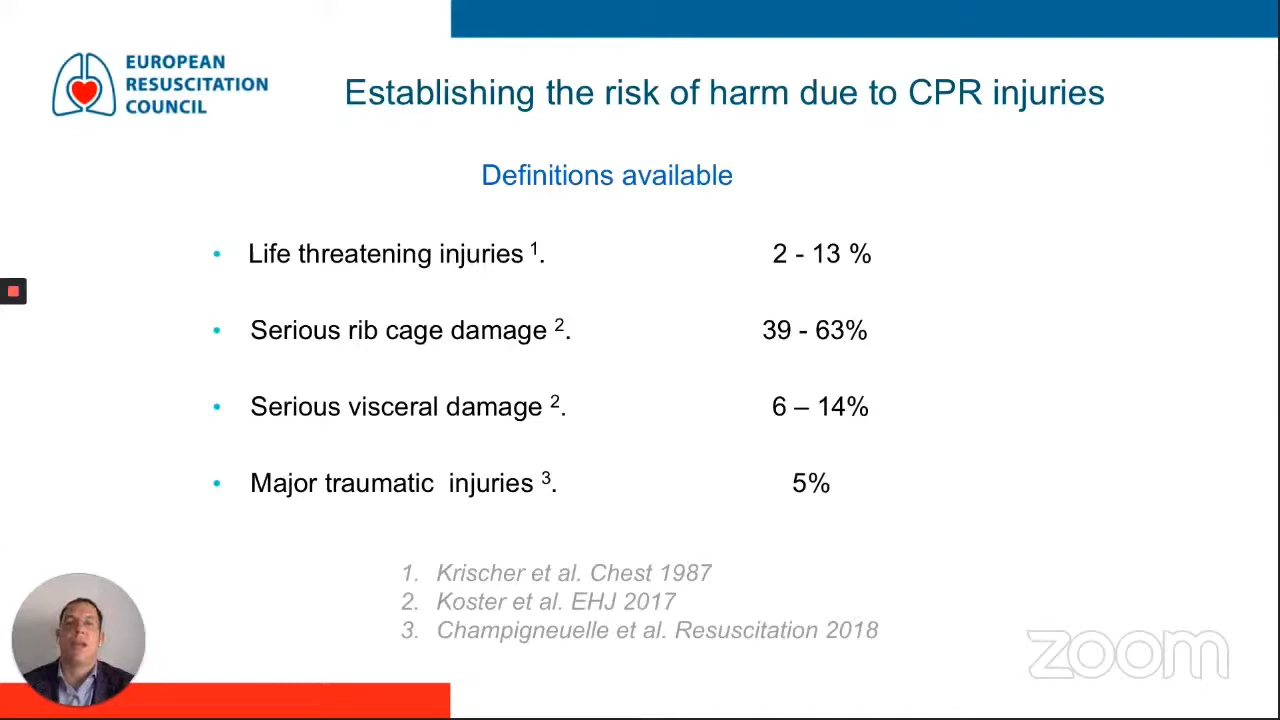 EUROPEAN
RESUSCITATION
COUNCIL
Establishing the risk of harm due to CPR injuries
Definitions available
• Life threatening injuries ¹. 2 - 13 %
• Serious rib cage damage ². 39 - 63%
• Serious visceral damage ². 6 – 14%
• Major traumatic injuries ³. 5%
1. Krischer et al. Chest 1987
2. Koster et al. EHJ 2017
3. Champigneuelle et al. Resuscitation 2018
zoom